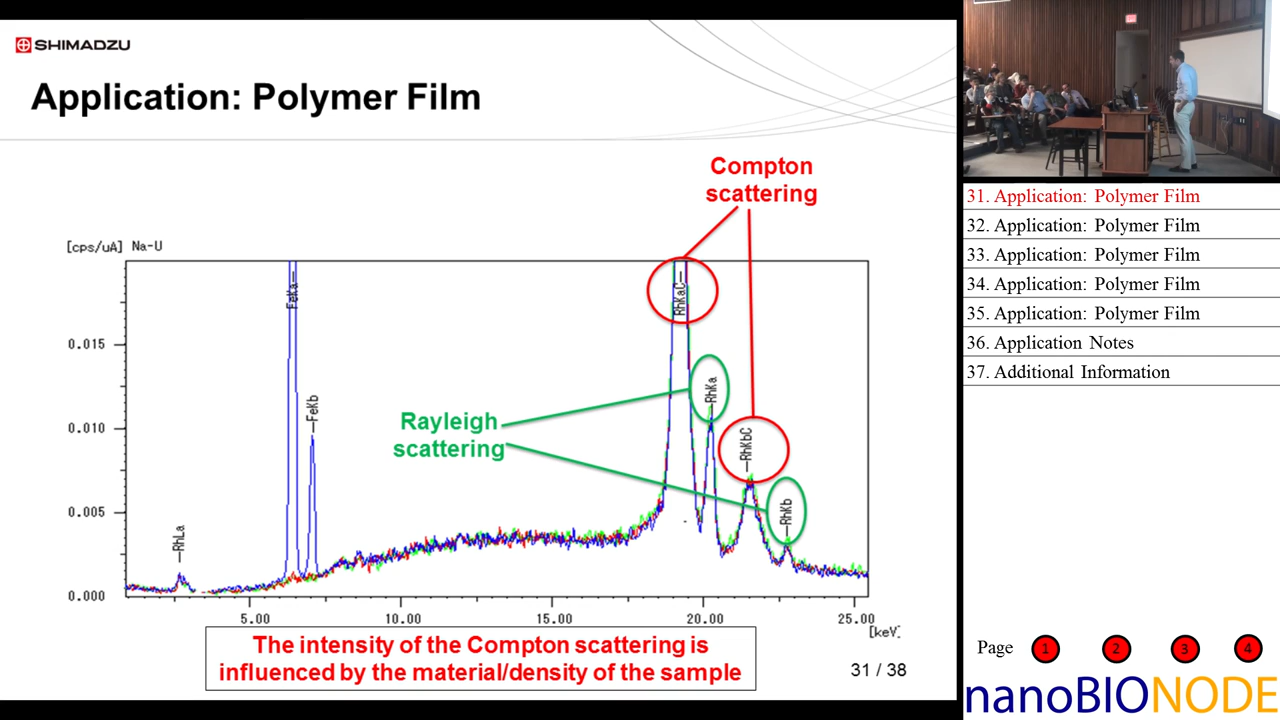 SHIMADZU
Application: Polymer Film
Compton
scattering
[cps/uA] Na-U
FeKa
RhKaC
0.015
RhKa
FeKb
Rayleigh
scattering
0.010
RhKbC
RhKb
0.005
RhLa
0.000
5.00 10.00 15.00 20.00 25.00
[keV]
The intensity of the Compton scattering is
influenced by the material/density of the sample
31 / 38
31. Application: Polymer Film
32. Application: Polymer Film
33. Application: Polymer Film
34. Application: Polymer Film
35. Application: Polymer Film
36. Application Notes
37. Additional Information
Page 1 2 3 4
nanoBIONODE